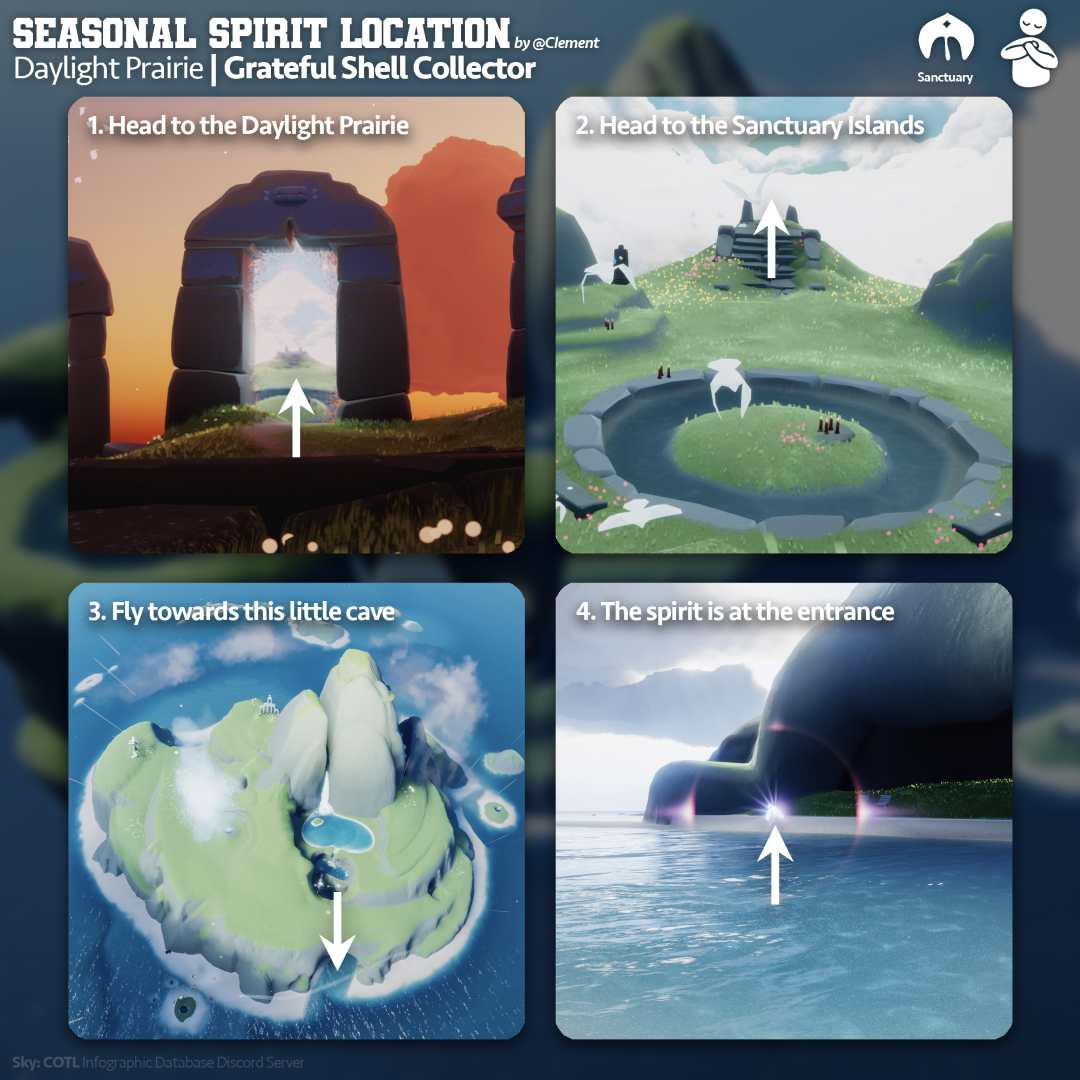 SEASONAL SPIRIT LOCATION by @Clement
Daylight Prairie | Grateful Shell Collector
Sanctuary
1. Head to the Daylight Prairie
2. Head to the Sanctuary Islands
3. Fly towards this little cave
4. The spirit is at the entrance
Sky: COTL Infographic Database Discord Server